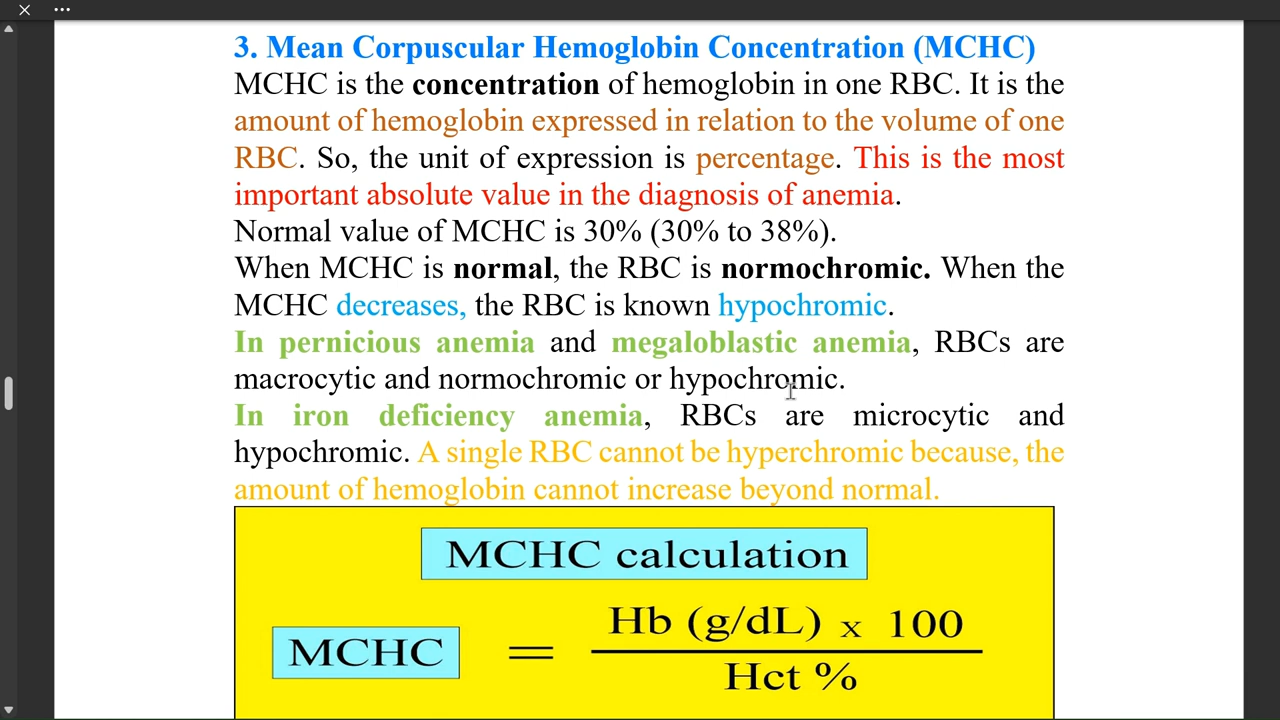 3. Mean Corpuscular Hemoglobin Concentration (MCHC)
MCHC is the concentration of hemoglobin in one RBC. It is the
amount of hemoglobin expressed in relation to the volume of one
RBC. So, the unit of expression is percentage. This is the most
important absolute value in the diagnosis of anemia.
Normal value of MCHC is 30% (30% to 38%).
When MCHC is normal, the RBC is normochromic. When the
MCHC decreases, the RBC is known hypochromic.
In pernicious anemia and megaloblastic anemia, RBCs are
macrocytic and normochromic or hypochromic.
In iron deficiency anemia, RBCs are microcytic and
hypochromic. A single RBC cannot be hyperchromic because, the
amount of hemoglobin cannot increase beyond normal.
MCHC calculation
Hb (g/dL) x 100
MCHC =
Hct %